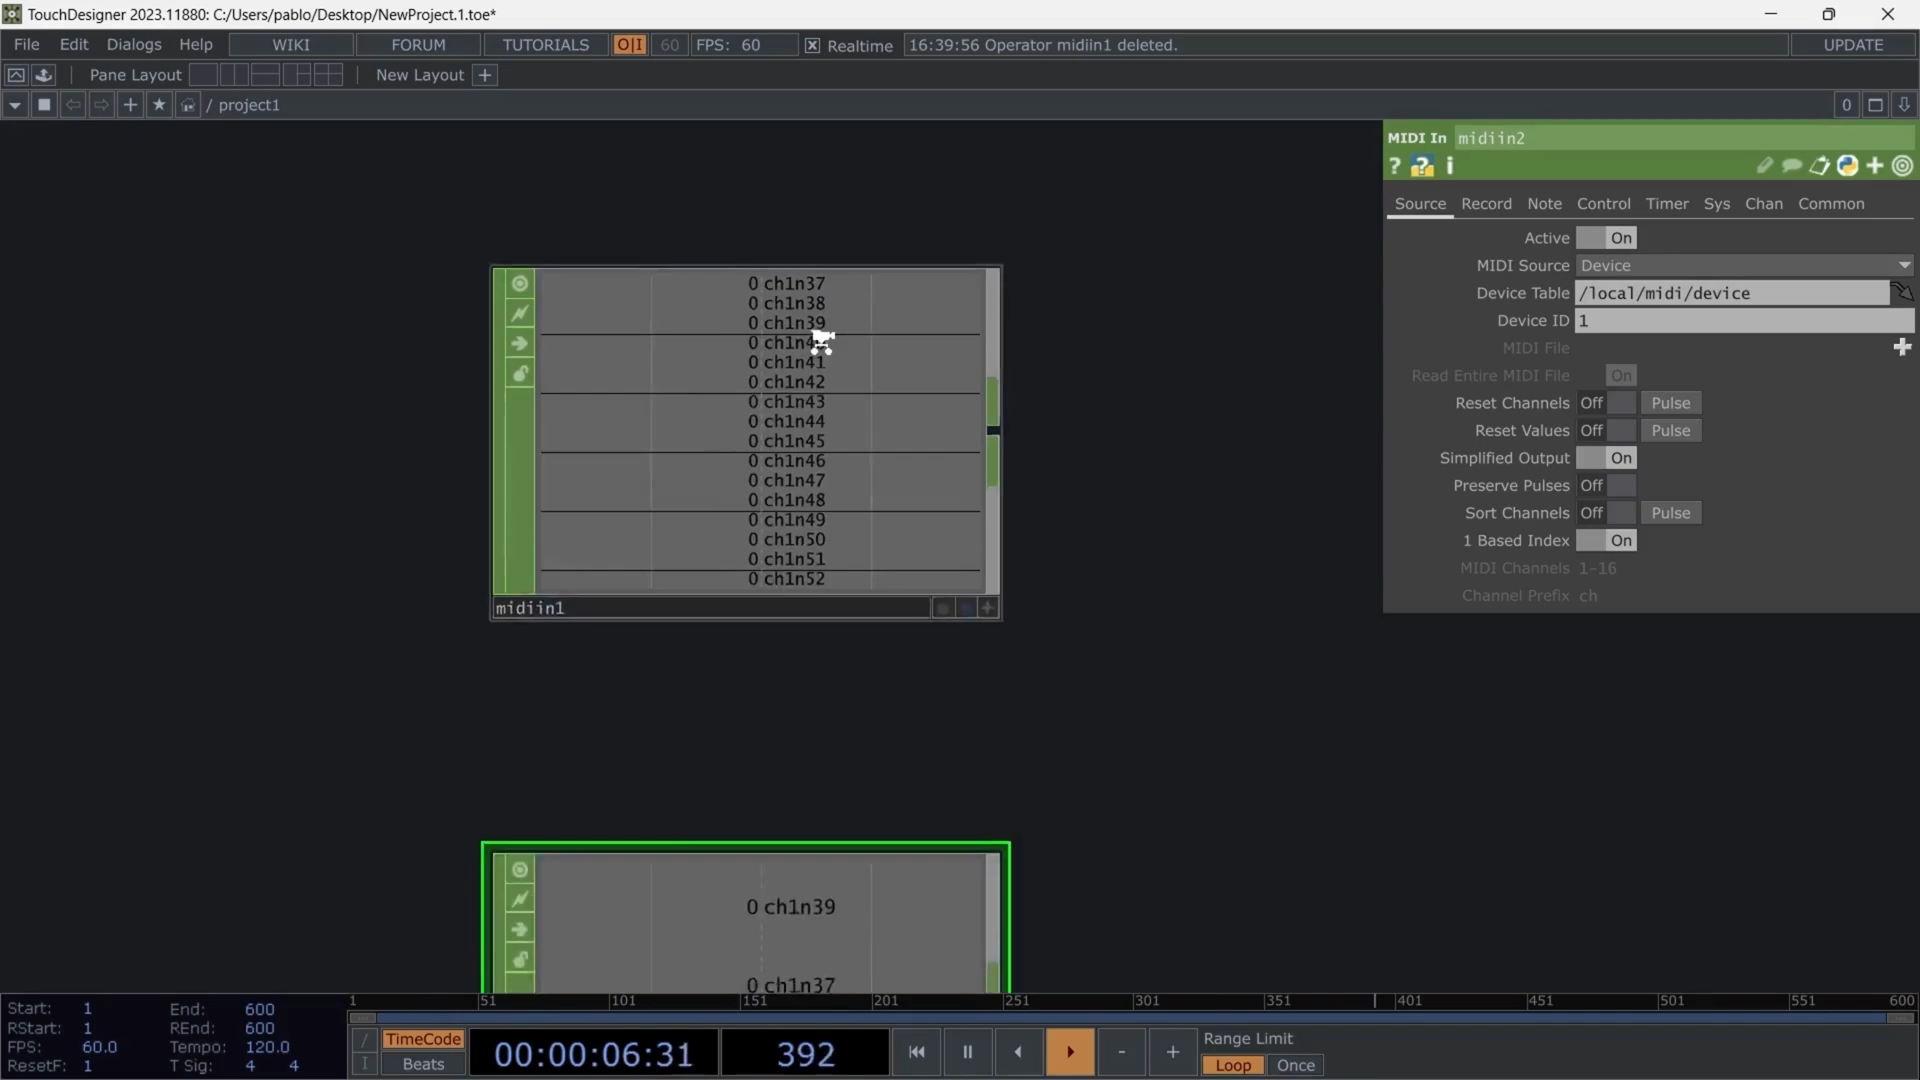 TouchDesigner 2023.11880: C:/Users/pablo/Desktop/NewProject.1.toe*
File Edit Dialogs Help WIKI FORUM TUTORIALS O|I 60 FPS: 60 Realtime 16:39:56 Operator midiin1 deleted. UPDATE
Pane Layout New Layout +
/ project1 0
MIDI In midiin2
? ? i
Source Record Note Control Timer Sys Chan Common
Active On
MIDI Source Device
Device Table /local/midi/device
Device ID 1
MIDI File
Read Entire MIDI File On
Reset Channels Off Pulse
Reset Values Off Pulse
Simplified Output On
Preserve Pulses Off
Sort Channels Off Pulse
1 Based Index On
MIDI Channels 1-16
Channel Prefix ch
0 ch1n37
0 ch1n38
0 ch1n39
0 ch1n4
0 ch1n41
0 ch1n42
0 ch1n43
0 ch1n44
0 ch1n45
0 ch1n46
0 ch1n47
0 ch1n48
0 ch1n49
0 ch1n50
0 ch1n51
0 ch1n52
midiin1
0 ch1n39
0 ch1n37
1 51 101 151 201 251 301 351 401 451 501 551 600
Start: 1 End: 600
RStart: 1 REnd: 600
FPS: 60.0 Tempo: 120.0
ResetF: 1 T Sig: 4 4
/ TimeCode
I Beats
00:00:06:31 392 - +
Range Limit
Loop Once